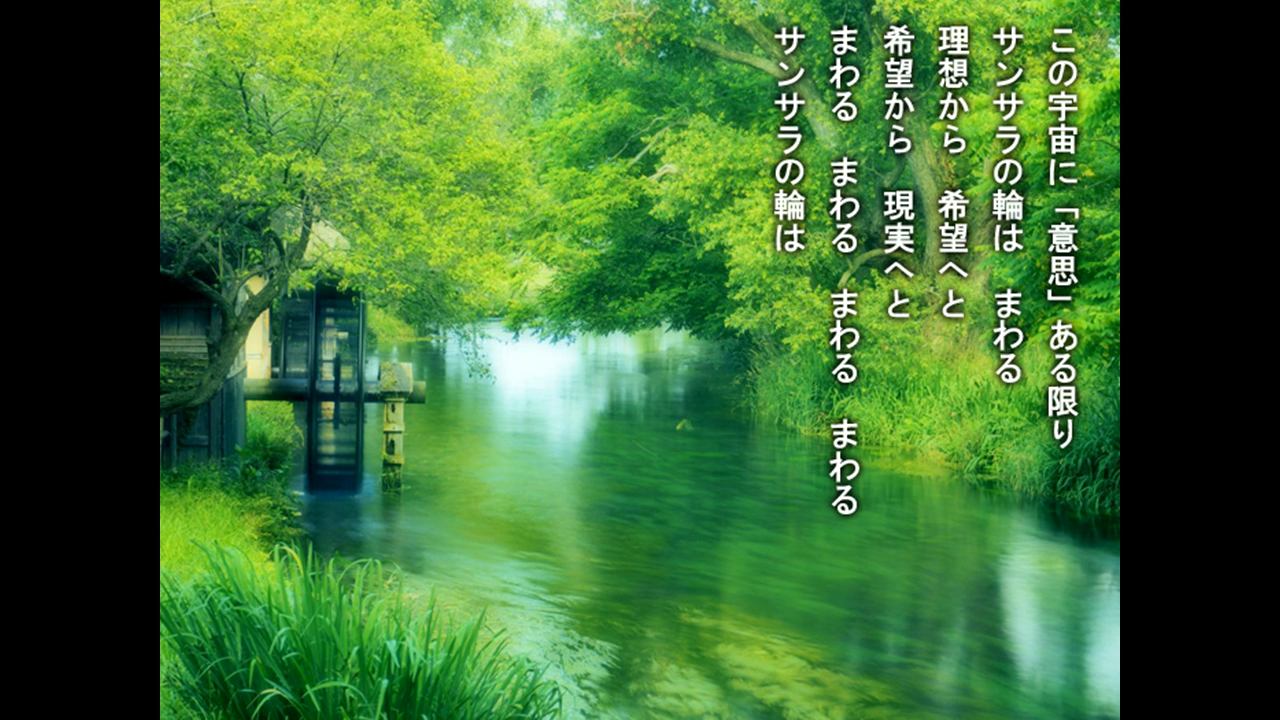 この宇宙に「意思」ある限り
サンサラの輪は　まわる
理想から　希望へと
希望から　現実へと
まわる　まわる　まわる　まわる
サンサラの輪は